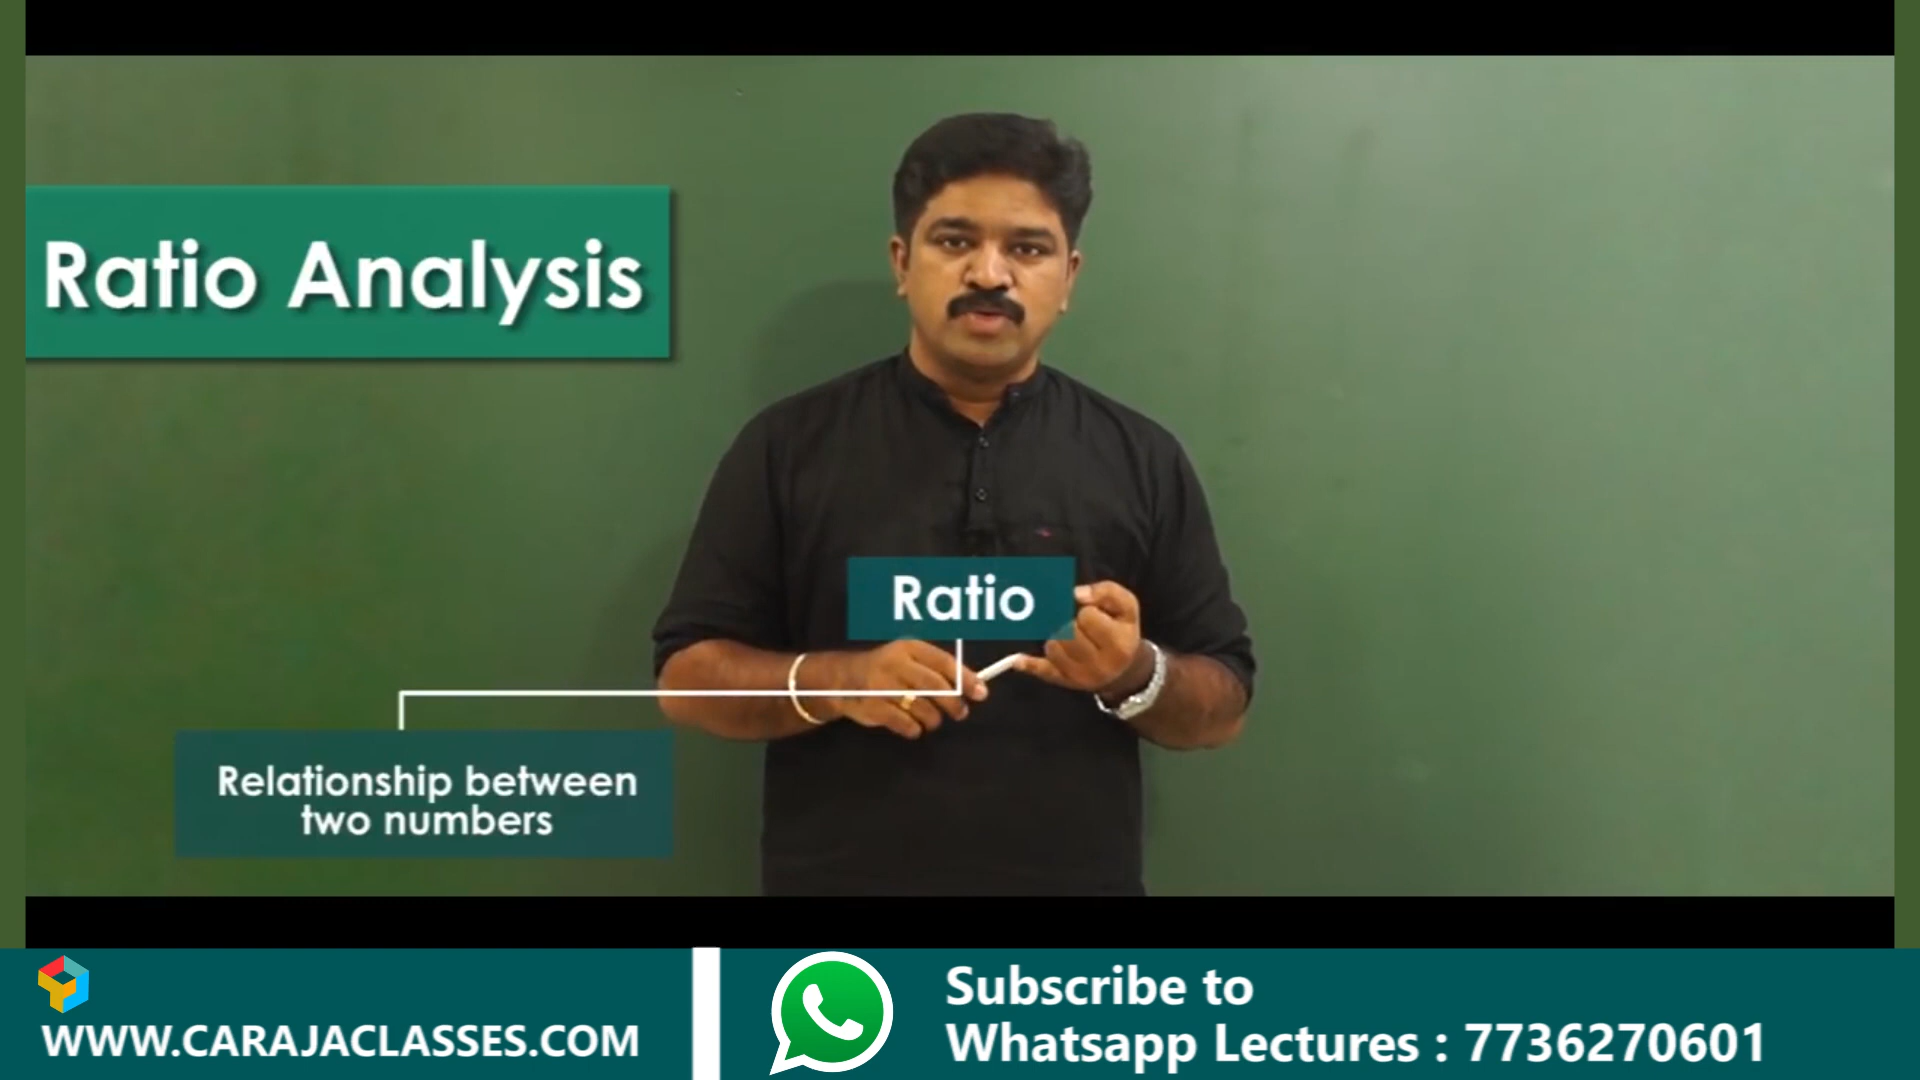 Ratio Analysis
Ratio
Relationship between
two numbers
WWW.CARAJACLASSES.COM
Subscribe to
Whatsapp Lectures : 7736270601